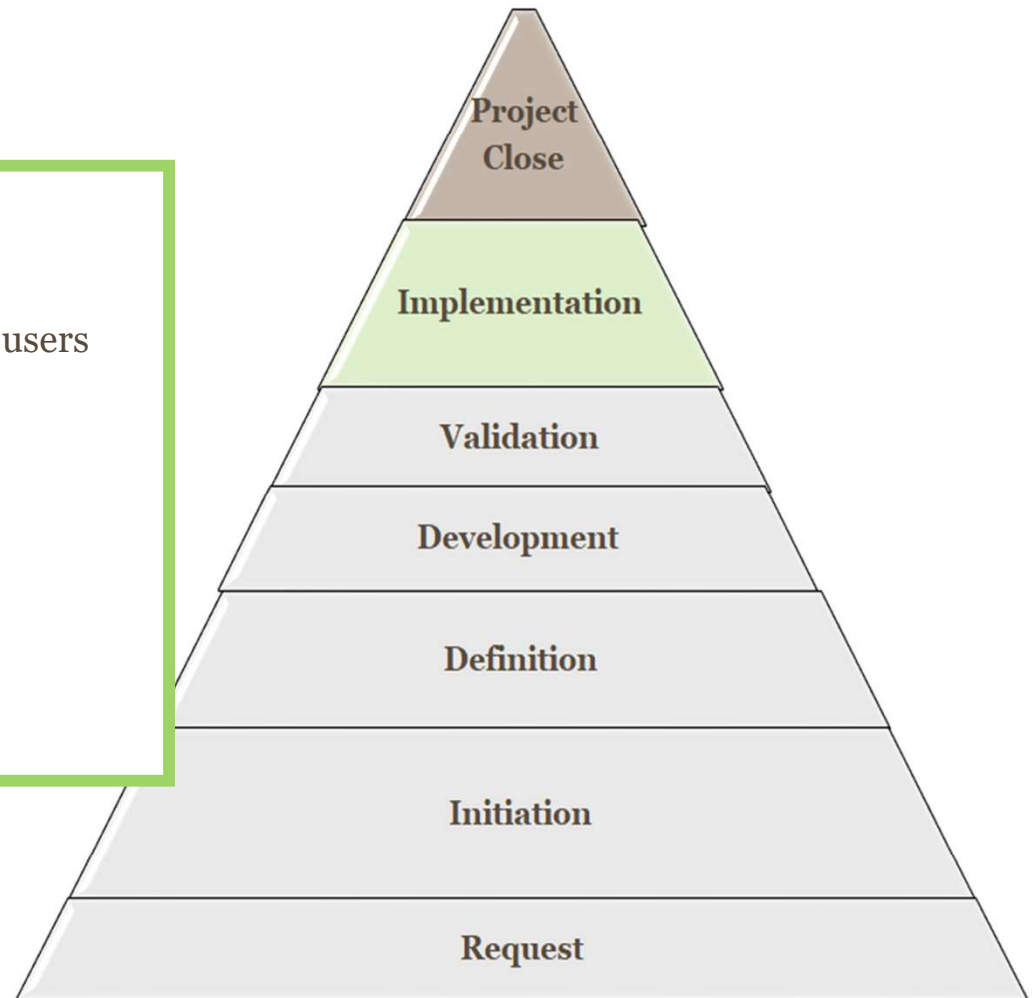 Project
Close
Implementation
users
Validation
Development
Definition
Initiation
Request